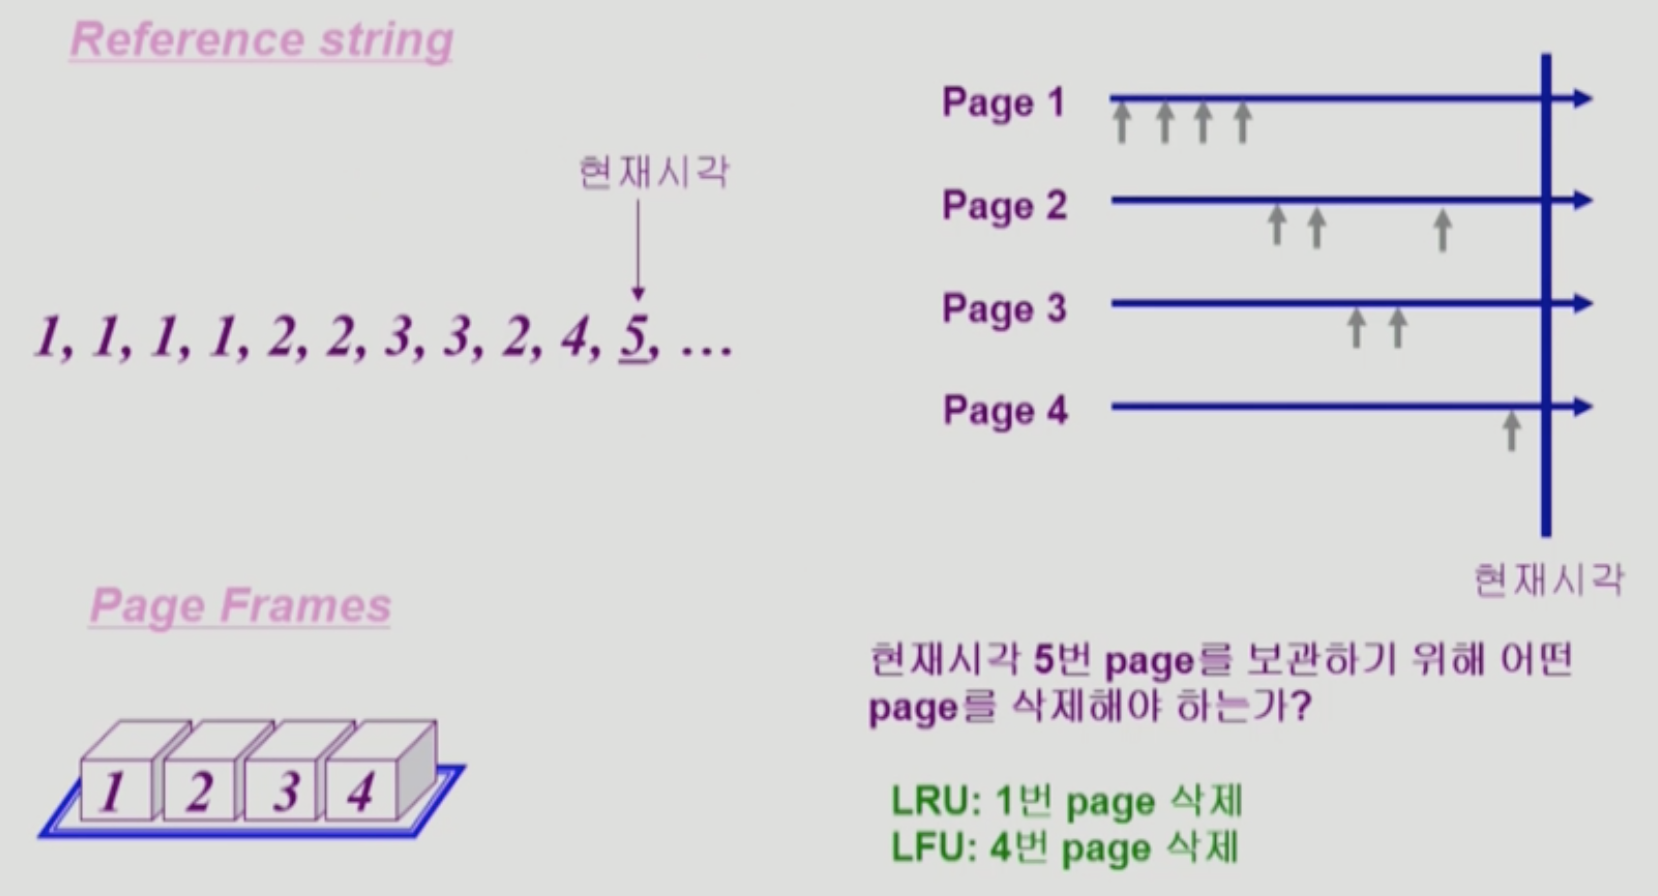 Reference string
현재시각
1, 1, 1, 1, 2, 2, 3, 3, 2, 4, 5, ...
Page Frames
1 2 3 4
Page 1
Page 2
Page 3
Page 4
현재시각
현재시각 5번 page를 보관하기 위해 어떤
page를 삭제해야 하는가?
LRU: 1번 page 삭제
LFU: 4번 page 삭제